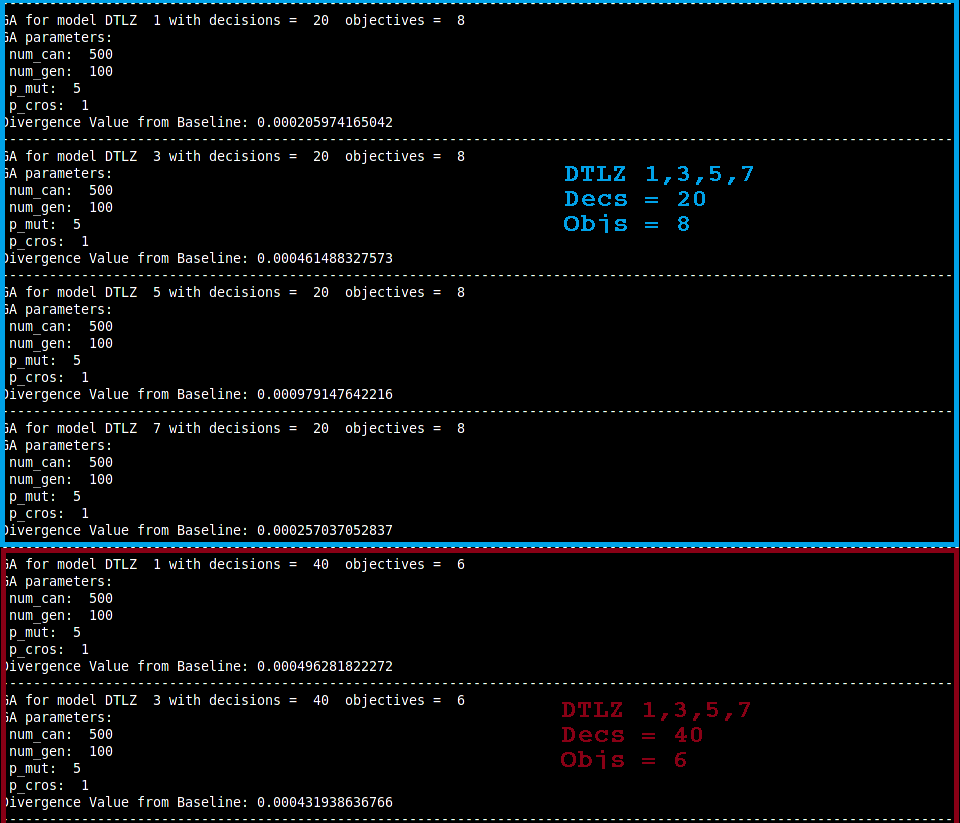 GA for model DTLZ  1 with decisions =  20  objectives =  8
GA parameters:
num_can:  500
num_gen:  100
p_mut:  5
p_cros:  1
Divergence Value from Baseline: 0.000205974165042
GA for model DTLZ  3 with decisions =  20  objectives =  8
GA parameters:
num_can:  500
num_gen:  100
p_mut:  5
p_cros:  1
Divergence Value from Baseline: 0.000461488327573
DTLZ 1,3,5,7
Decs = 20
Objs = 8
GA for model DTLZ  5 with decisions =  20  objectives =  8
GA parameters:
num_can:  500
num_gen:  100
p_mut:  5
p_cros:  1
Divergence Value from Baseline: 0.000979147642216
GA for model DTLZ  7 with decisions =  20  objectives =  8
GA parameters:
num_can:  500
num_gen:  100
p_mut:  5
p_cros:  1
Divergence Value from Baseline: 0.000257037052837
GA for model DTLZ  1 with decisions =  40  objectives =  6
GA parameters:
num_can:  500
num_gen:  100
p_mut:  5
p_cros:  1
Divergence Value from Baseline: 0.000496281822272
GA for model DTLZ  3 with decisions =  40  objectives =  6
GA parameters:
num_can:  500
num_gen:  100
p_mut:  5
p_cros:  1
Divergence Value from Baseline: 0.000431938636766
DTLZ 1,3,5,7
Decs = 40
Objs = 6